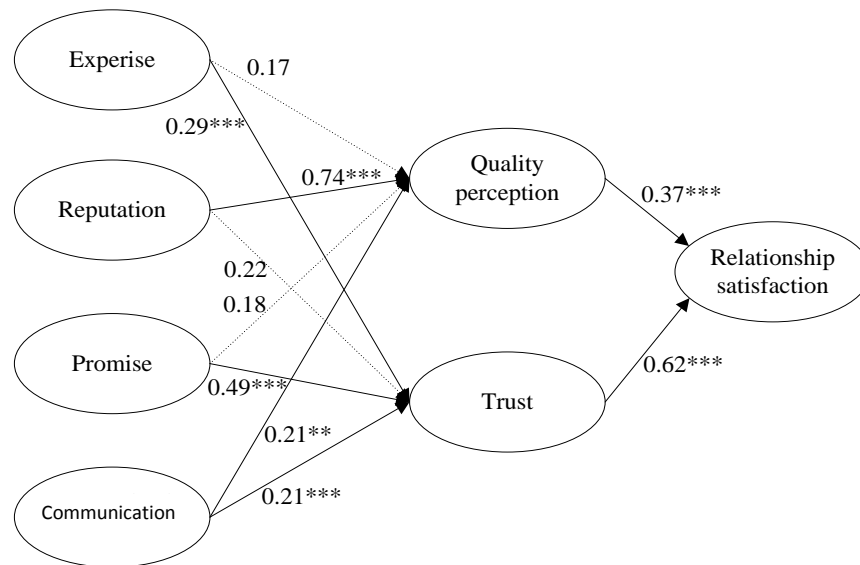 Experise
0.17
0.29***
Quality
perception
0.74***
0.37***
Reputation
Relationship
satisfaction
0.22
0.18
Promise
0.49***
0.62***
Trust
0.21**
0.21***
Communication